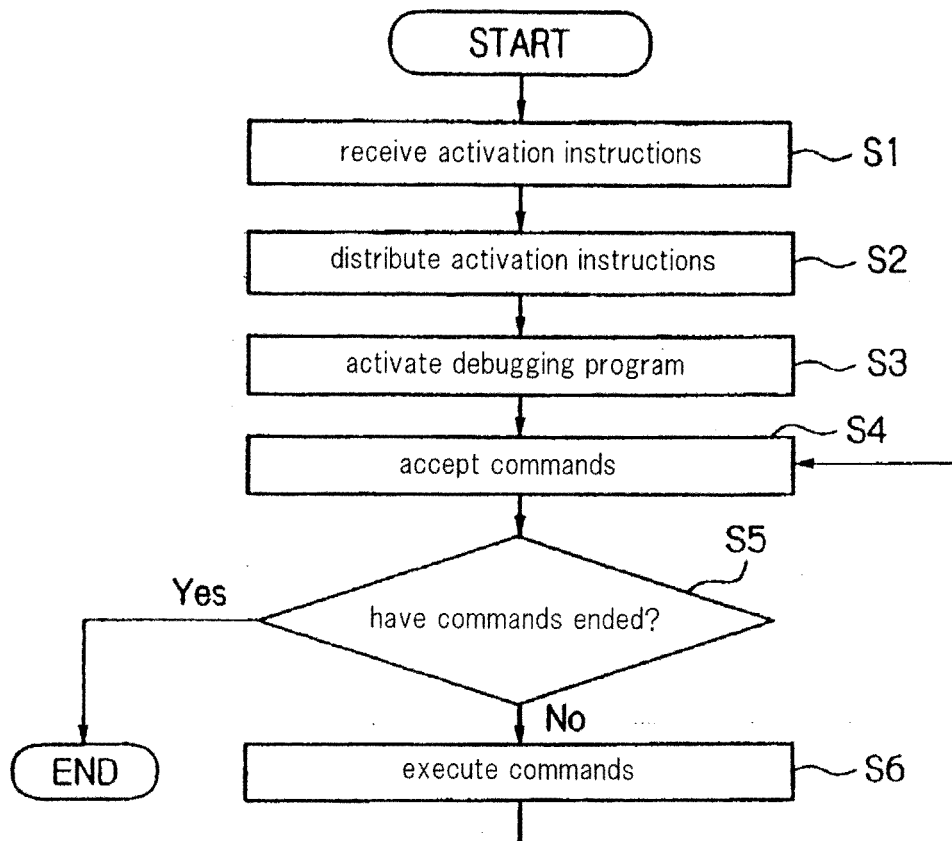 START
receive activation instructions
S1
distribute activation instructions
S2
activate debugging program
S3
S4
accept commands
S5
Yes
have commands ended?
No
END
execute commands
S6